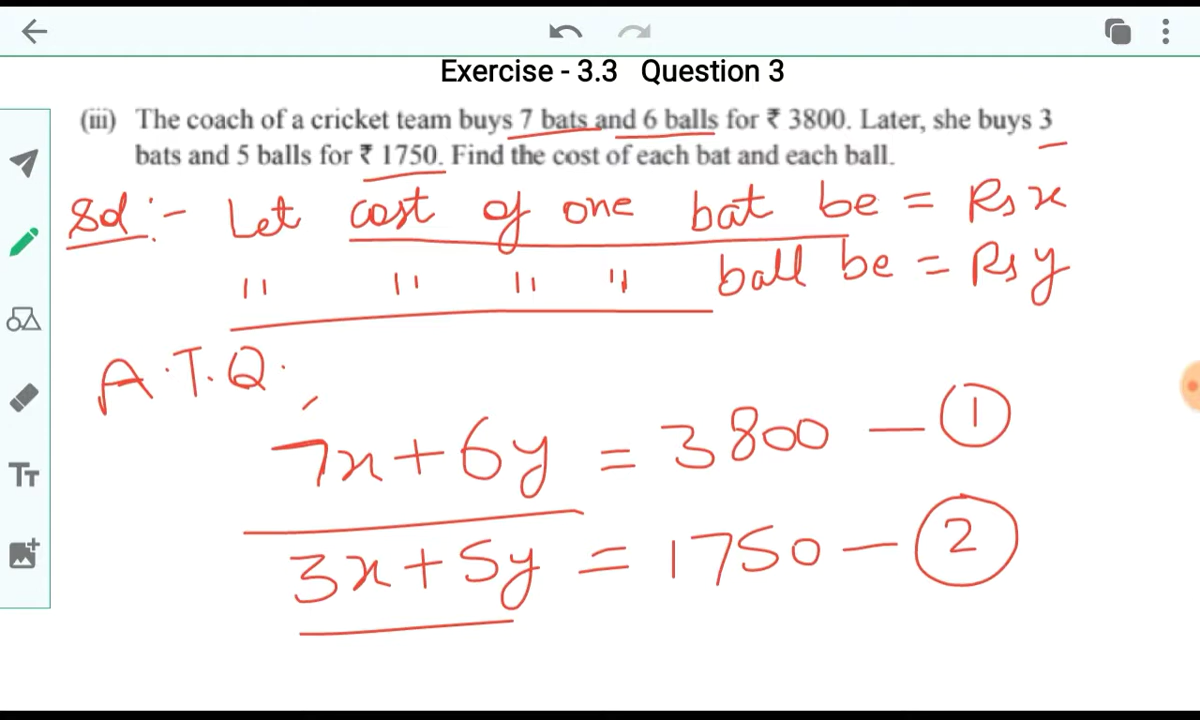 Exercise - 3.3 Question 3
(iii) The coach of a cricket team buys 7 bats and 6 balls for ₹ 3800. Later, she buys 3
bats and 5 balls for ₹ 1750. Find the cost of each bat and each ball.
Sol :- Let cost of one bat be = Rs x
" " " " ball be = Rs y
A.T.Q.
7x + 6y = 3800 — 1
3x + 5y = 1750 — 2
TT